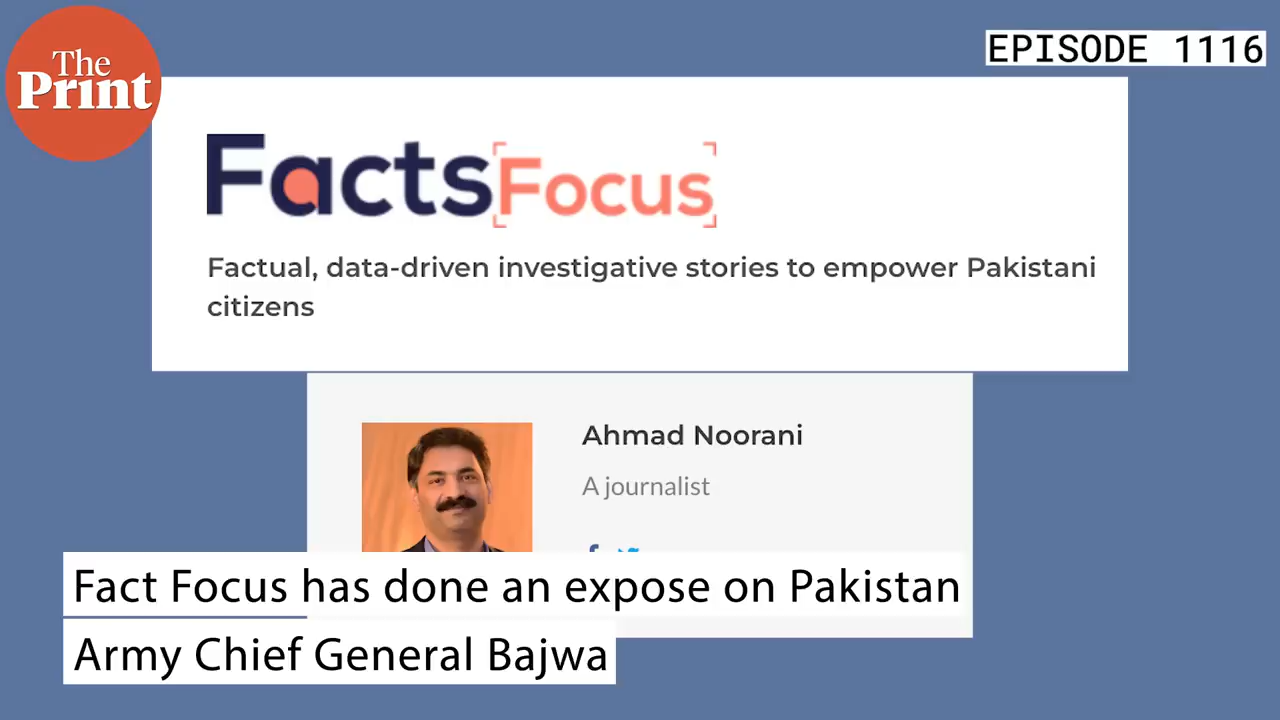 The
Print
EPISODE 1116
FactsFocus
Factual, data-driven investigative stories to empower Pakistani
citizens
Ahmad Noorani
A journalist
Fact Focus has done an expose on Pakistan
Army Chief General Bajwa